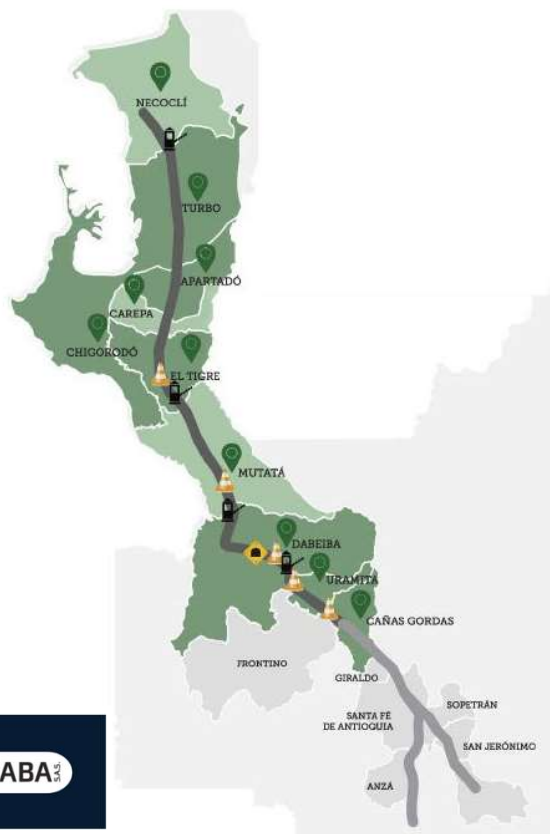 NECOCLÍ
TURBO
APARTADÓ
CAREPA
CHIGORODÓ
EL TIGRE
MUTATÁ
DABEIBA
URAMITA
CAÑAS GORDAS
FRONTINO
GIRALDO
SANTA FÉ
DE ANTIOQUIA
SOPETRÁN
SAN JERÓNIMO
ANZÁ
ABA S.A.S.